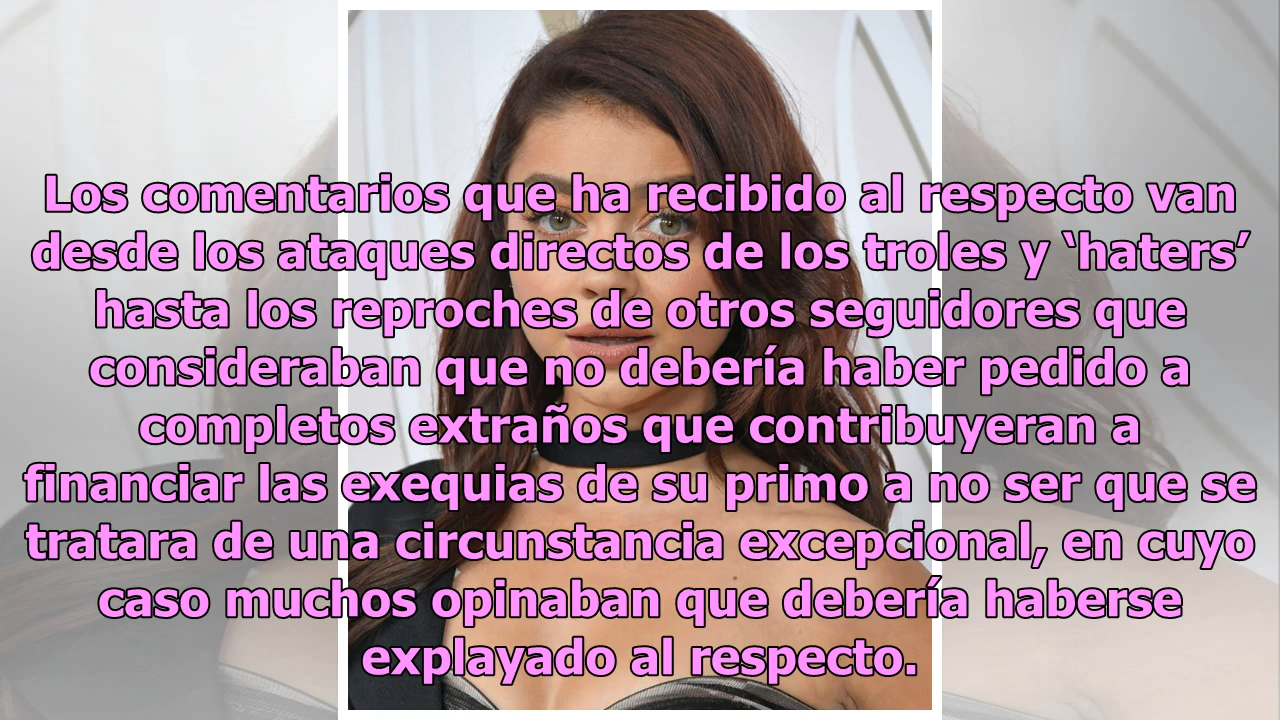 Los comentarios que ha recibido al respecto van
desde los ataques directos de los troles y ‘haters’
hasta los reproches de otros seguidores que
consideraban que no debería haber pedido a
completos extraños que contribuyeran a
financiar las exequias de su primo a no ser que se
tratara de una circunstancia excepcional, en cuyo
caso muchos opinaban que debería haberse
explayado al respecto.